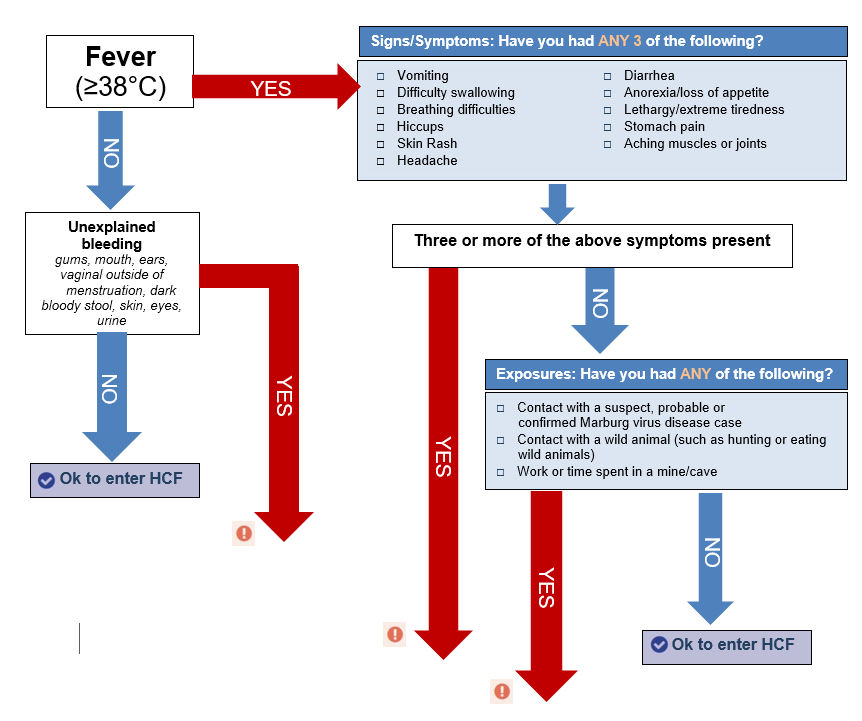 Fever
(≥38°C)
YES
NO
Signs/Symptoms: Have you had ANY 3 of the following?
□ Vomiting
□ Difficulty swallowing
□ Breathing difficulties
□ Hiccups
□ Skin Rash
□ Headache
□ Diarrhea
□ Anorexia/loss of appetite
□ Lethargy/extreme tiredness
□ Stomach pain
□ Aching muscles or joints
Unexplained
bleeding
gums, mouth, ears,
vaginal outside of
menstruation, dark
bloody stool, skin, eyes,
urine
NO
YES
Ok to enter HCF
Three or more of the above symptoms present
YES
NO
Exposures: Have you had ANY of the following?
□ Contact with a suspect, probable or
confirmed Marburg virus disease case
□ Contact with a wild animal (such as hunting or eating
wild animals)
□ Work or time spent in a mine/cave
YES
NO
Ok to enter HCF